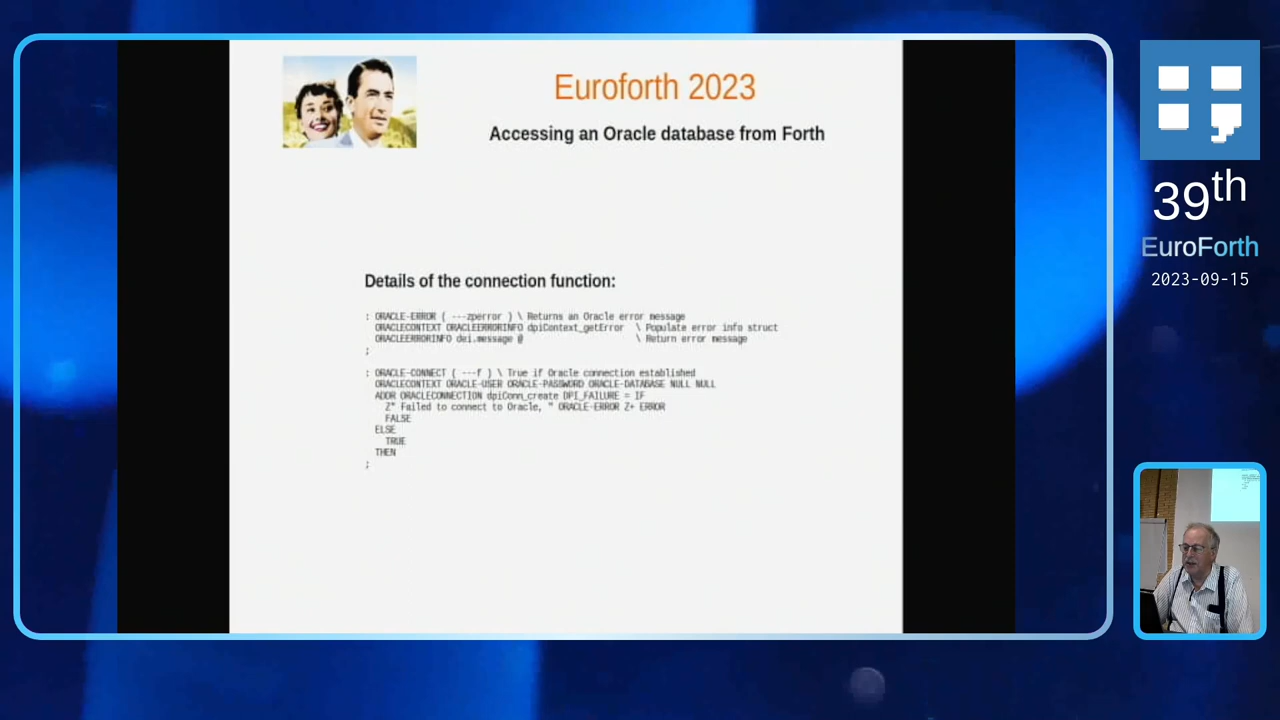 Euroforth 2023
Accessing an Oracle database from Forth
Details of the connection function:
: ORACLE-ERROR ( ---zperror ) \ Returns an Oracle error message
ORACLECONTEXT ORACLEERRORINFO dpiContext_getError \ Populate error info struct
ORACLEERRORINFO dei.message @ \ Return error message
;
: ORACLE-CONNECT ( ---f ) \ True if Oracle connection established
ORACLECONTEXT ORACLE-USER ORACLE-PASSWORD ORACLE-DATABASE NULL NULL
ADDR ORACLECONNECTION dpiConn_create DPI_FAILURE = IF
Z" Failed to connect to Oracle, " ORACLE-ERROR Z+ ERROR
FALSE
ELSE
TRUE
THEN
;
39th
EuroForth
2023-09-15